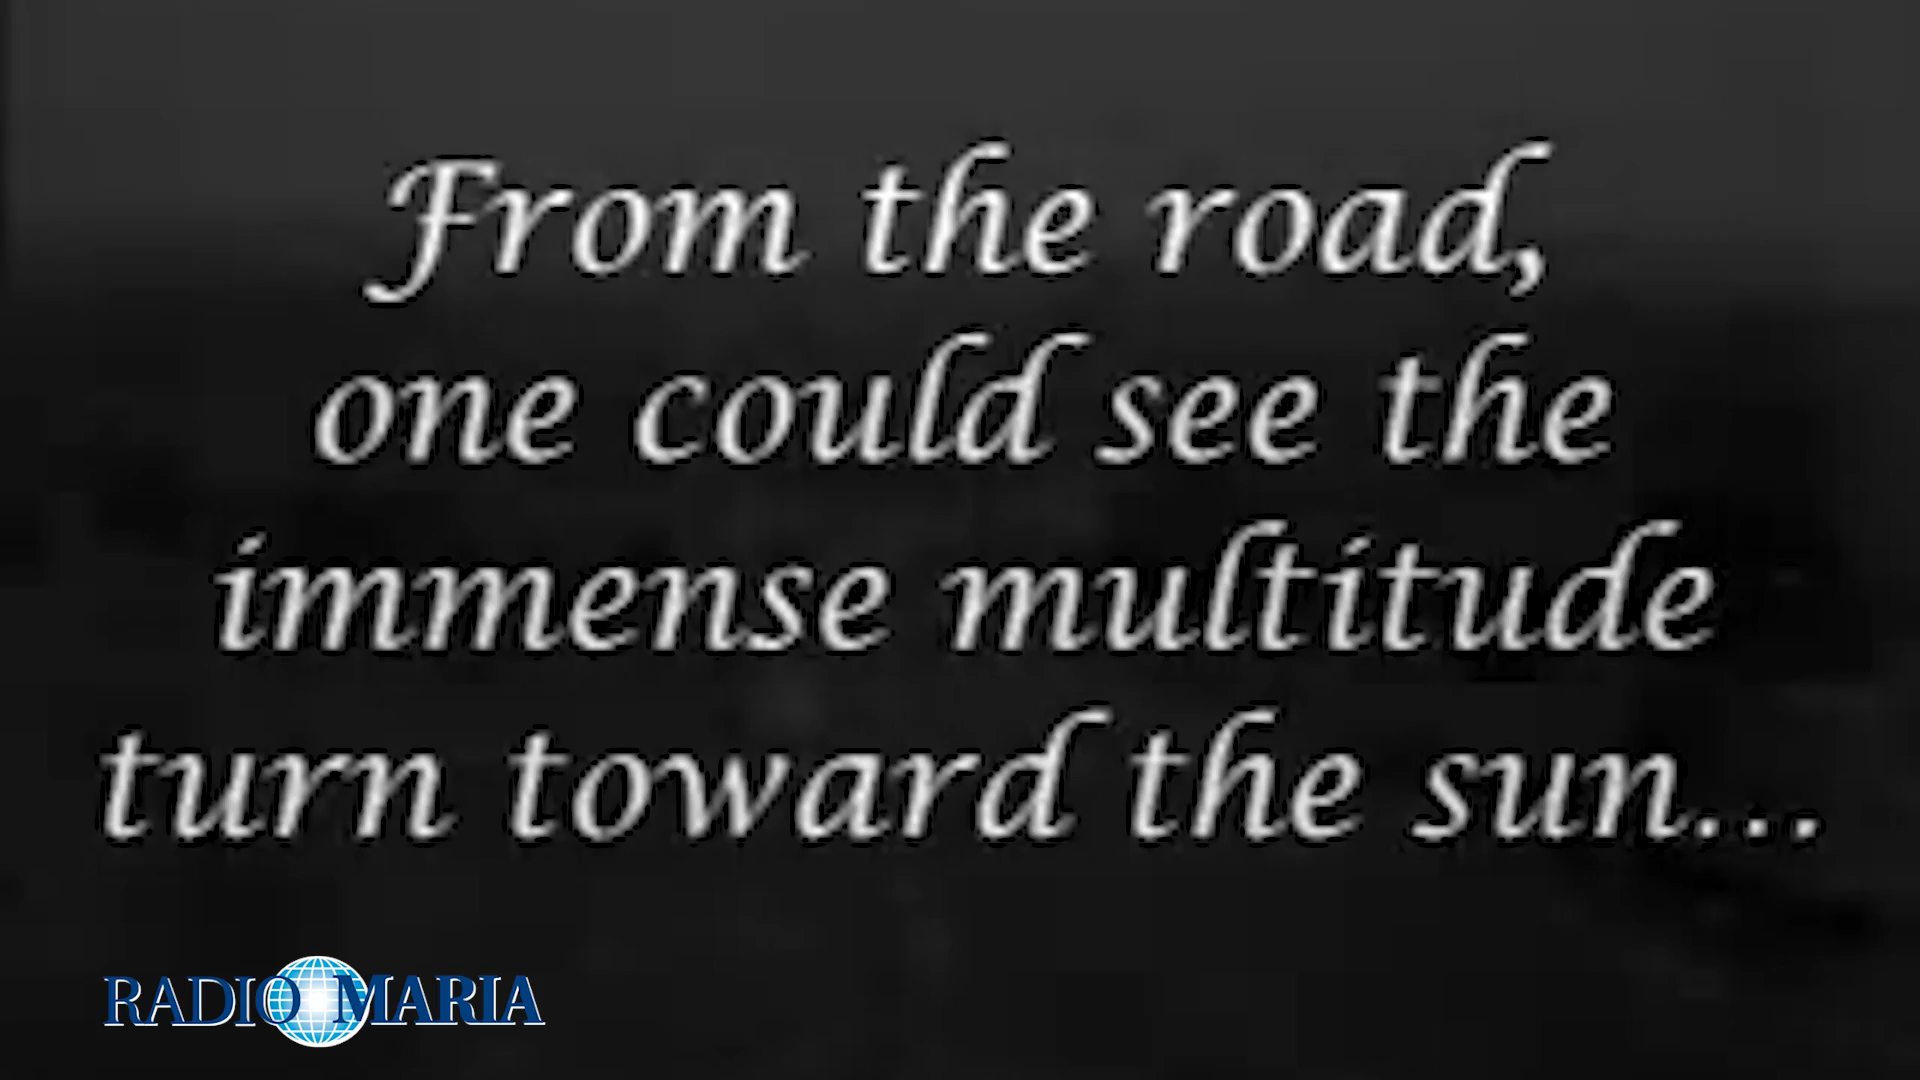 From the road,
one could see the
immense multitude
turn toward the sun...
RADIO MARIA